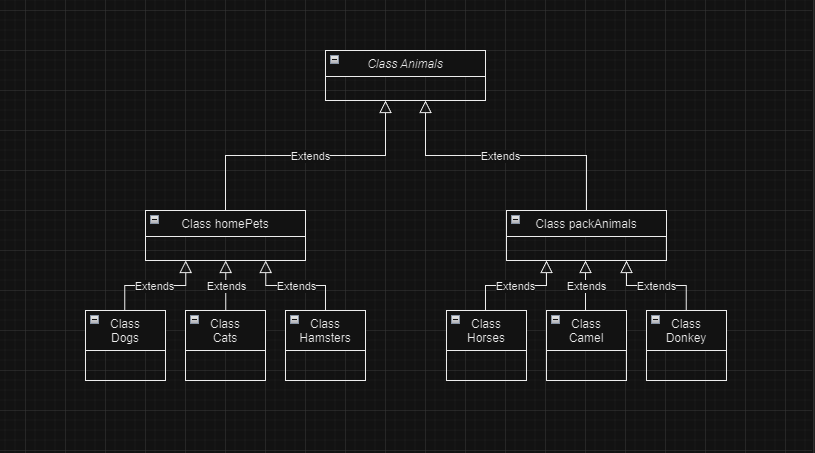 Class Animals
Extends
Extends
Class homePets
Class packAnimals
Extends
Extends
Extends
Extends
Extends
Extends
Class
Dogs
Class
Cats
Class
Hamsters
Class
Horses
Class
Camel
Class
Donkey